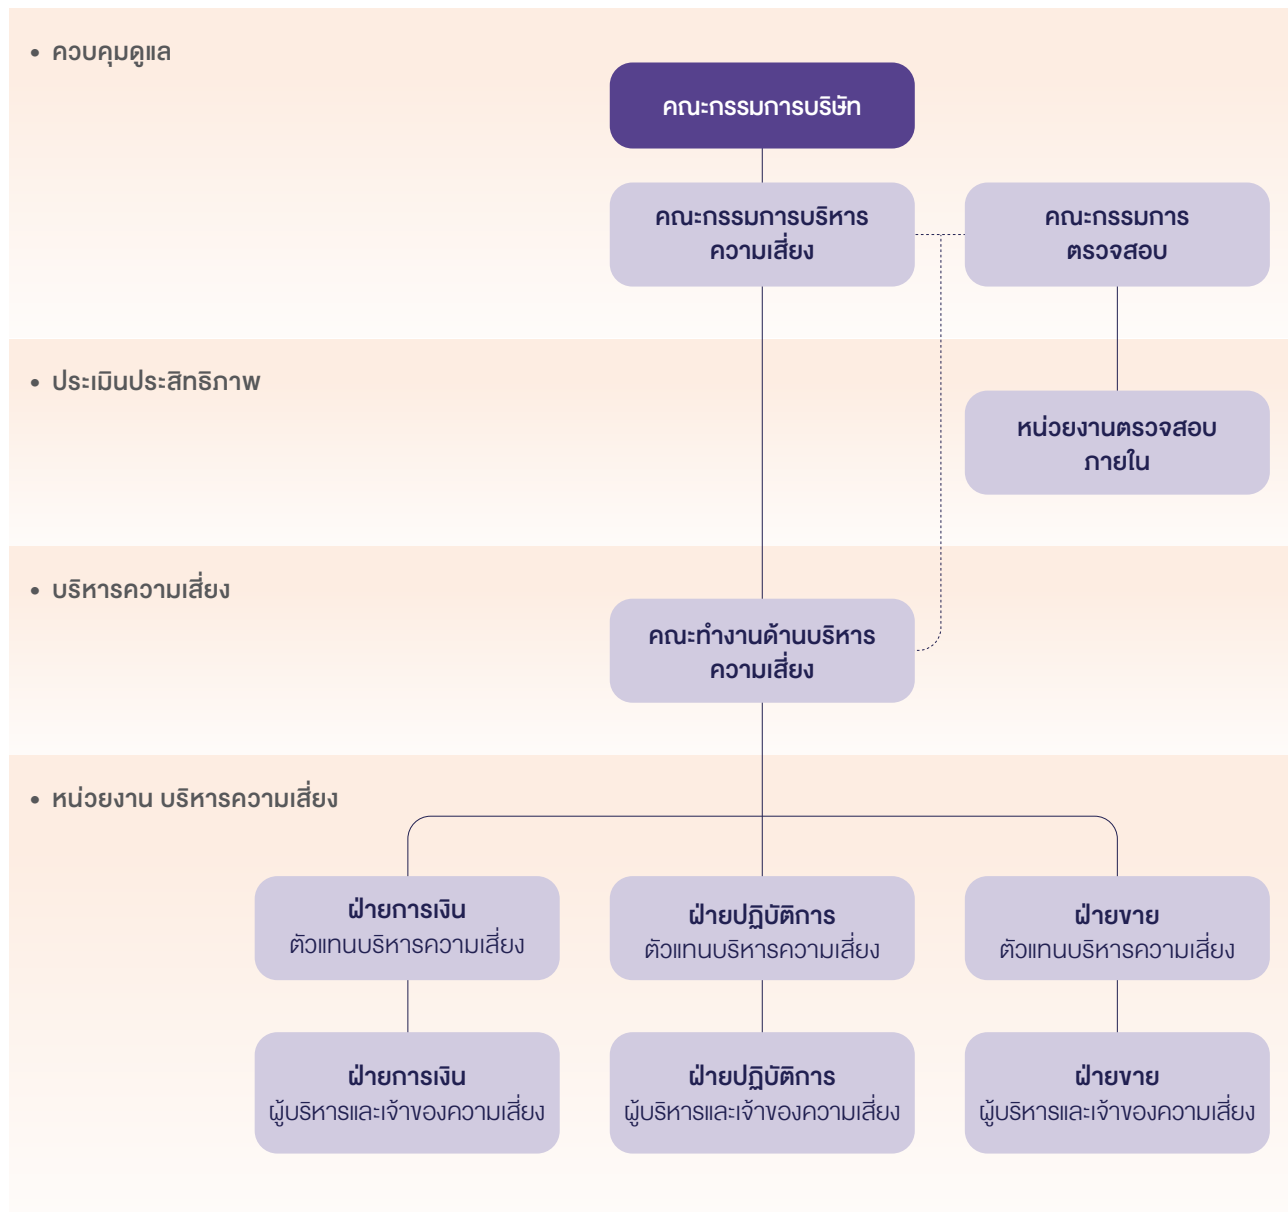 • ควบคุมดูแล
คณะกรรมการบริษัท
คณะกรรมการบริหาร
ความเสี่ยง
คณะกรรมการ
ตรวจสอบ
• ประเมินประสิทธิภาพ
หน่วยงานตรวจสอบ
ภายใน
• บริหารความเสี่ยง
คณะทำงานด้านบริหาร
ความเสี่ยง
• หน่วยงาน บริหารความเสี่ยง
ฝ่ายการเงิน
ตัวแทนบริหารความเสี่ยง
ฝ่ายปฏิบัติการ
ตัวแทนบริหารความเสี่ยง
ฝ่ายขาย
ตัวแทนบริหารความเสี่ยง
ฝ่ายการเงิน
ผู้บริหารและเจ้าของความเสี่ยง
ฝ่ายปฏิบัติการ
ผู้บริหารและเจ้าของความเสี่ยง
ฝ่ายขาย
ผู้บริหารและเจ้าของความเสี่ยง